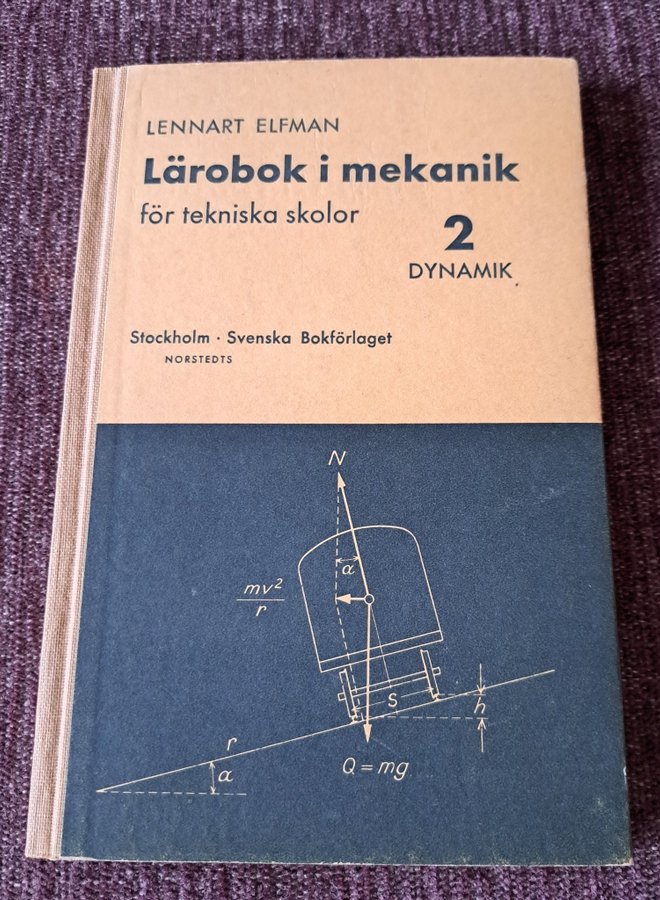 LENNART ELFMAN
Lärobok i mekanik
för tekniska skolor
2
DYNAMIK
Stockholm · Svenska Bokförlaget
NORSTEDTS
N
α
mv²
r
S
h
r
α
Q = mg